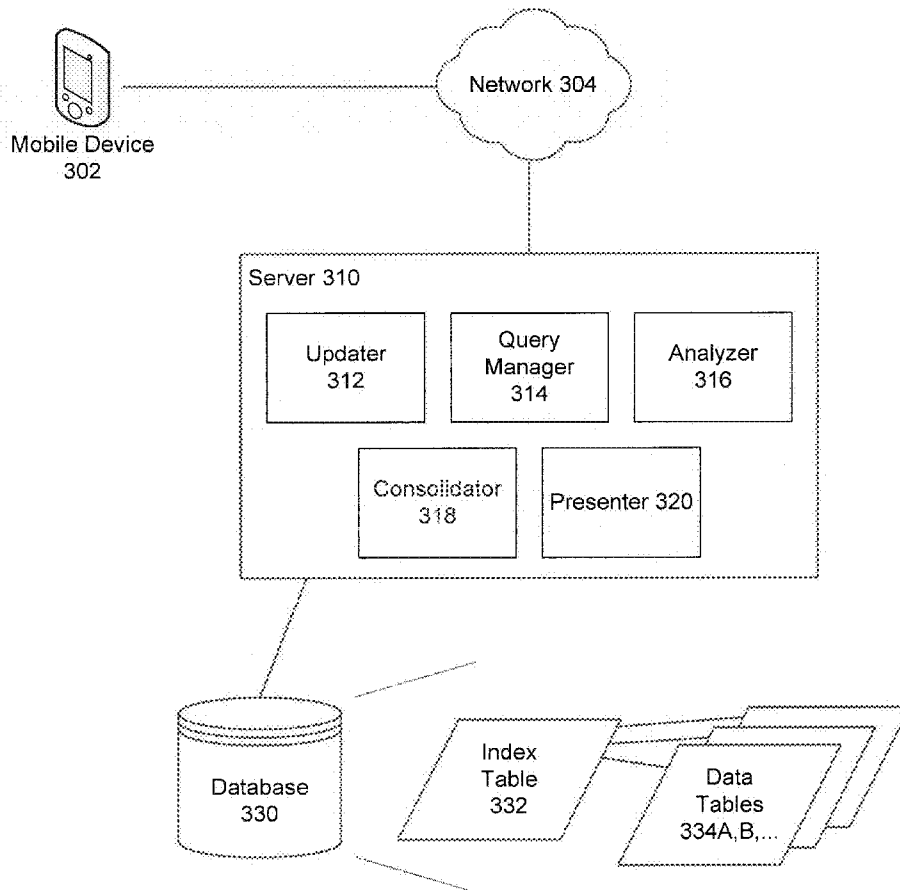 Network 304
Mobile Device
302
Server 310
Updater
312
Query
Manager
314
Analyzer
316
Consolidator
318
Presenter 320
Database
330
Index
Table
332
Data
Tables
334A,B,...